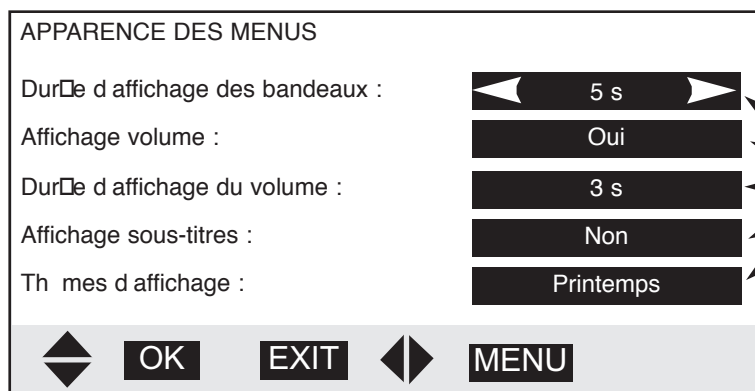 APPARENCE DES MENUS
Dur□e d affichage des bandeaux : 5 s
Affichage volume : Oui
Dur□e d affichage du volume : 3 s
Affichage sous-titres : Non
Th mes d affichage : Printemps
OK EXIT MENU